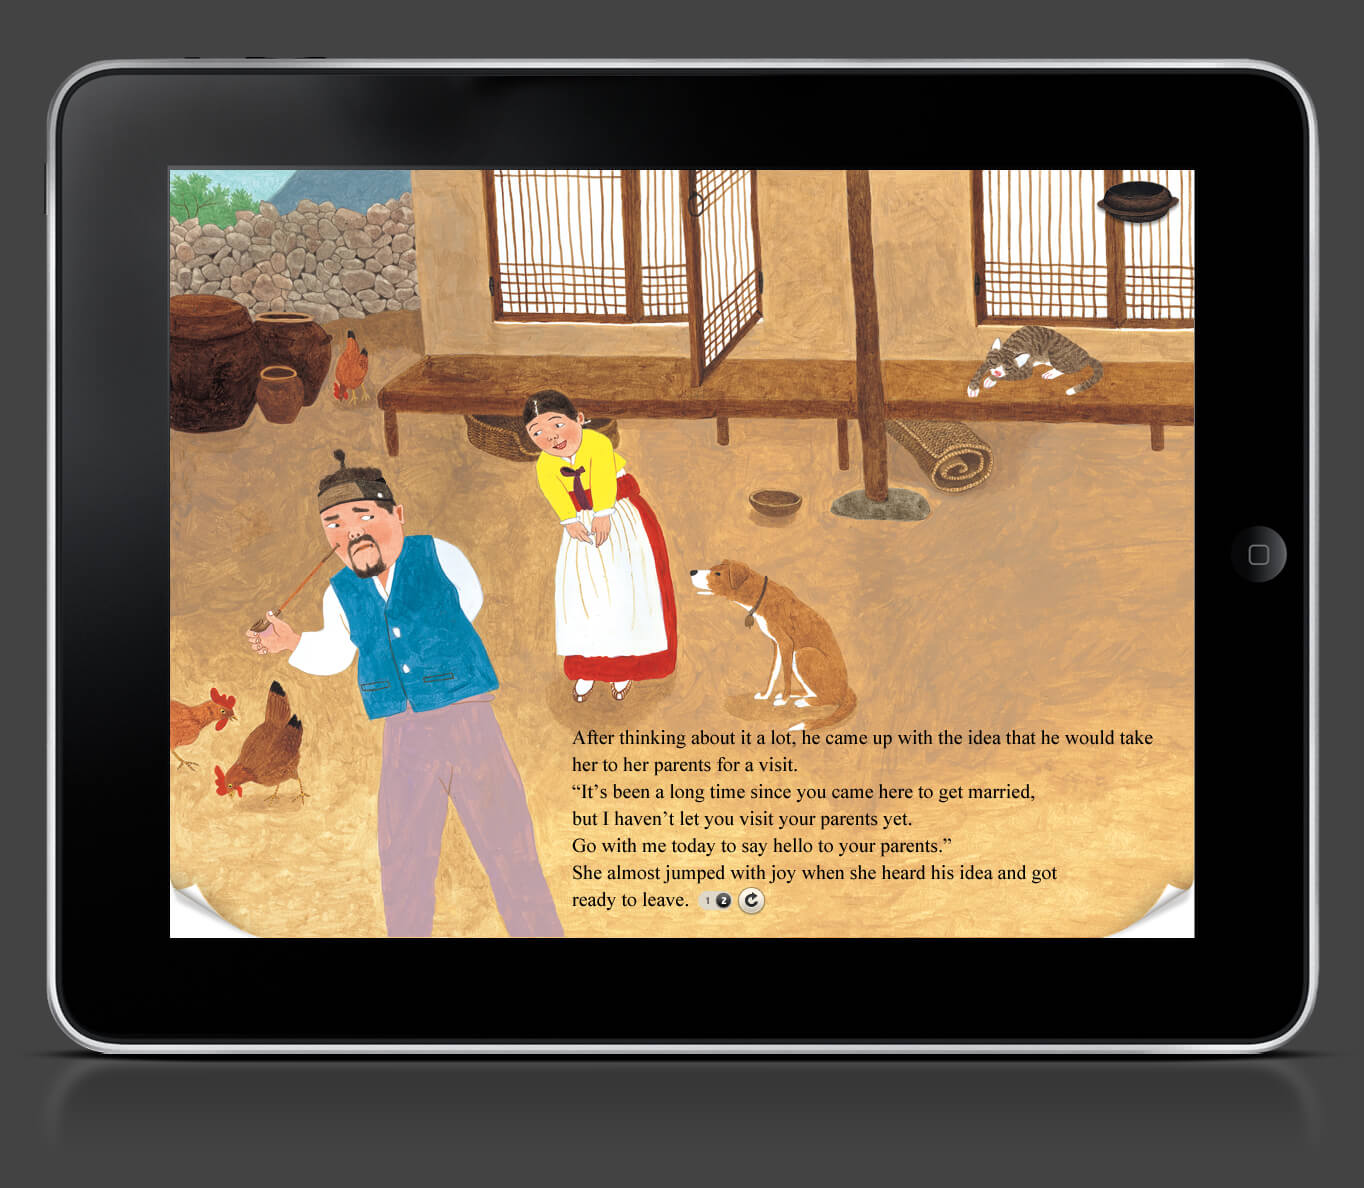 After thinking about it a lot, he came up with the idea that he would take
her to her parents for a visit.
“It’s been a long time since you came here to get married,
but I haven’t let you visit your parents yet.
Go with me today to say hello to your parents.”
She almost jumped with joy when she heard his idea and got
ready to leave. 1 2